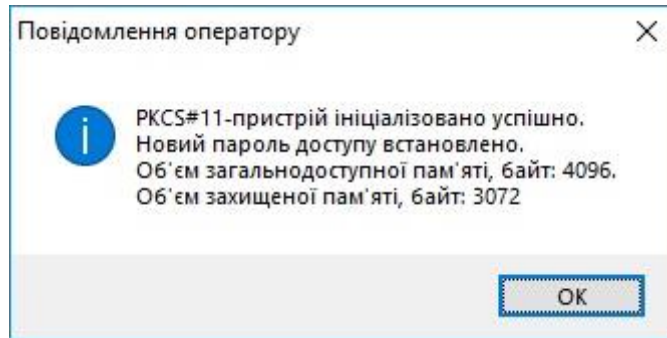 Повідомлення оператору
PKCS#11-пристрій ініціалізовано успішно.
Новий пароль доступу встановлено.
Об'єм загальнодоступної пам'яті, байт: 4096.
Об'єм захищеної пам'яті, байт: 3072
OK